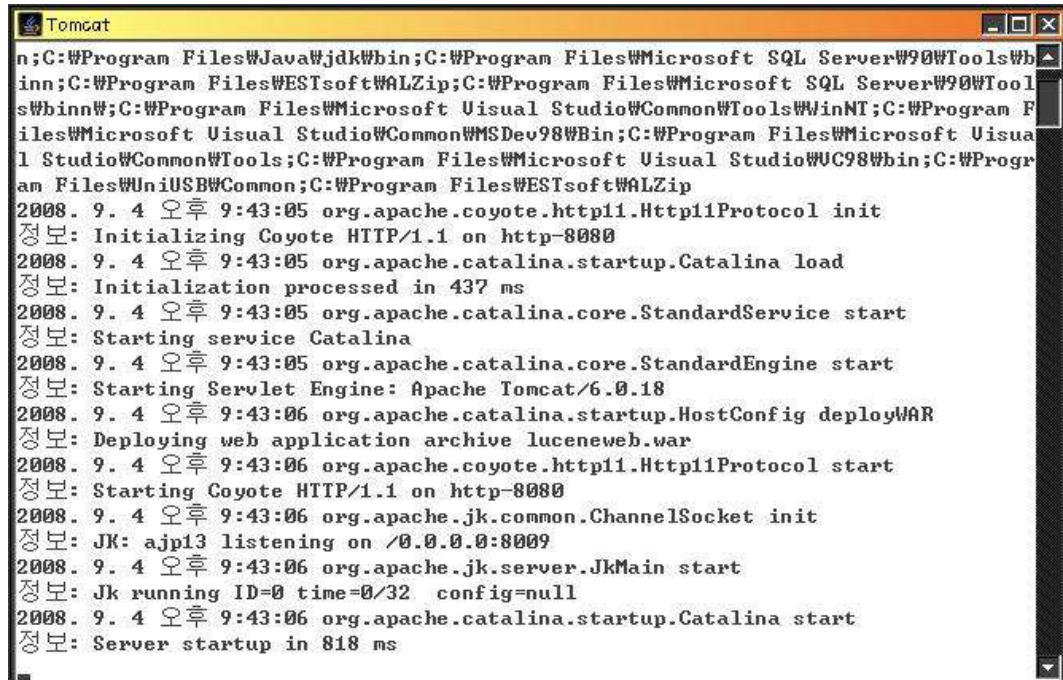 Tomcat
n;C:₩Program Files₩Java₩jdk₩bin;C:₩Program Files₩Microsoft SQL Server₩90₩Tools₩b
inn;C:₩Program Files₩ESTsoft₩ALZip;C:₩Program Files₩Microsoft SQL Server₩90₩Tool
s₩binn₩;C:₩Program Files₩Microsoft Visual Studio₩Common₩Tools₩WinNT;C:₩Program F
iles₩Microsoft Visual Studio₩Common₩MSDev98₩Bin;C:₩Program Files₩Microsoft Visua
l Studio₩Common₩Tools;C:₩Program Files₩Microsoft Visual Studio₩VC98₩bin;C:₩Progr
am Files₩UniUSB₩Common;C:₩Program Files₩ESTsoft₩ALZip
2008. 9. 4 오후 9:43:05 org.apache.coyote.http11.Http11Protocol init
정보: Initializing Coyote HTTP/1.1 on http-8080
2008. 9. 4 오후 9:43:05 org.apache.catalina.startup.Catalina load
정보: Initialization processed in 437 ms
2008. 9. 4 오후 9:43:05 org.apache.catalina.core.StandardService start
정보: Starting service Catalina
2008. 9. 4 오후 9:43:05 org.apache.catalina.core.StandardEngine start
정보: Starting Servlet Engine: Apache Tomcat/6.0.18
2008. 9. 4 오후 9:43:06 org.apache.catalina.startup.HostConfig deployWAR
정보: Deploying web application archive luceneweb.war
2008. 9. 4 오후 9:43:06 org.apache.coyote.http11.Http11Protocol start
정보: Starting Coyote HTTP/1.1 on http-8080
2008. 9. 4 오후 9:43:06 org.apache.jk.common.ChannelSocket init
정보: JK: ajp13 listening on /0.0.0.0:8009
2008. 9. 4 오후 9:43:06 org.apache.jk.server.JkMain start
정보: Jk running ID=0 time=0/32  config=null
2008. 9. 4 오후 9:43:06 org.apache.catalina.startup.Catalina start
정보: Server startup in 818 ms